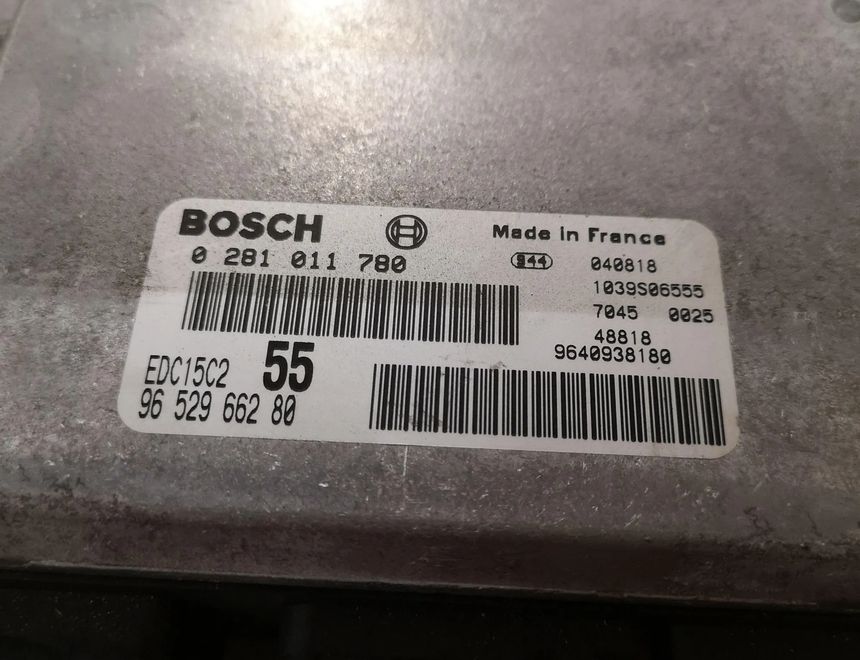 BOSCH
Made in France
0 281 011 780
944 040818
1039S06555
7045 0025
48818
9640938180
EDC15C2 55
96 529 662 80